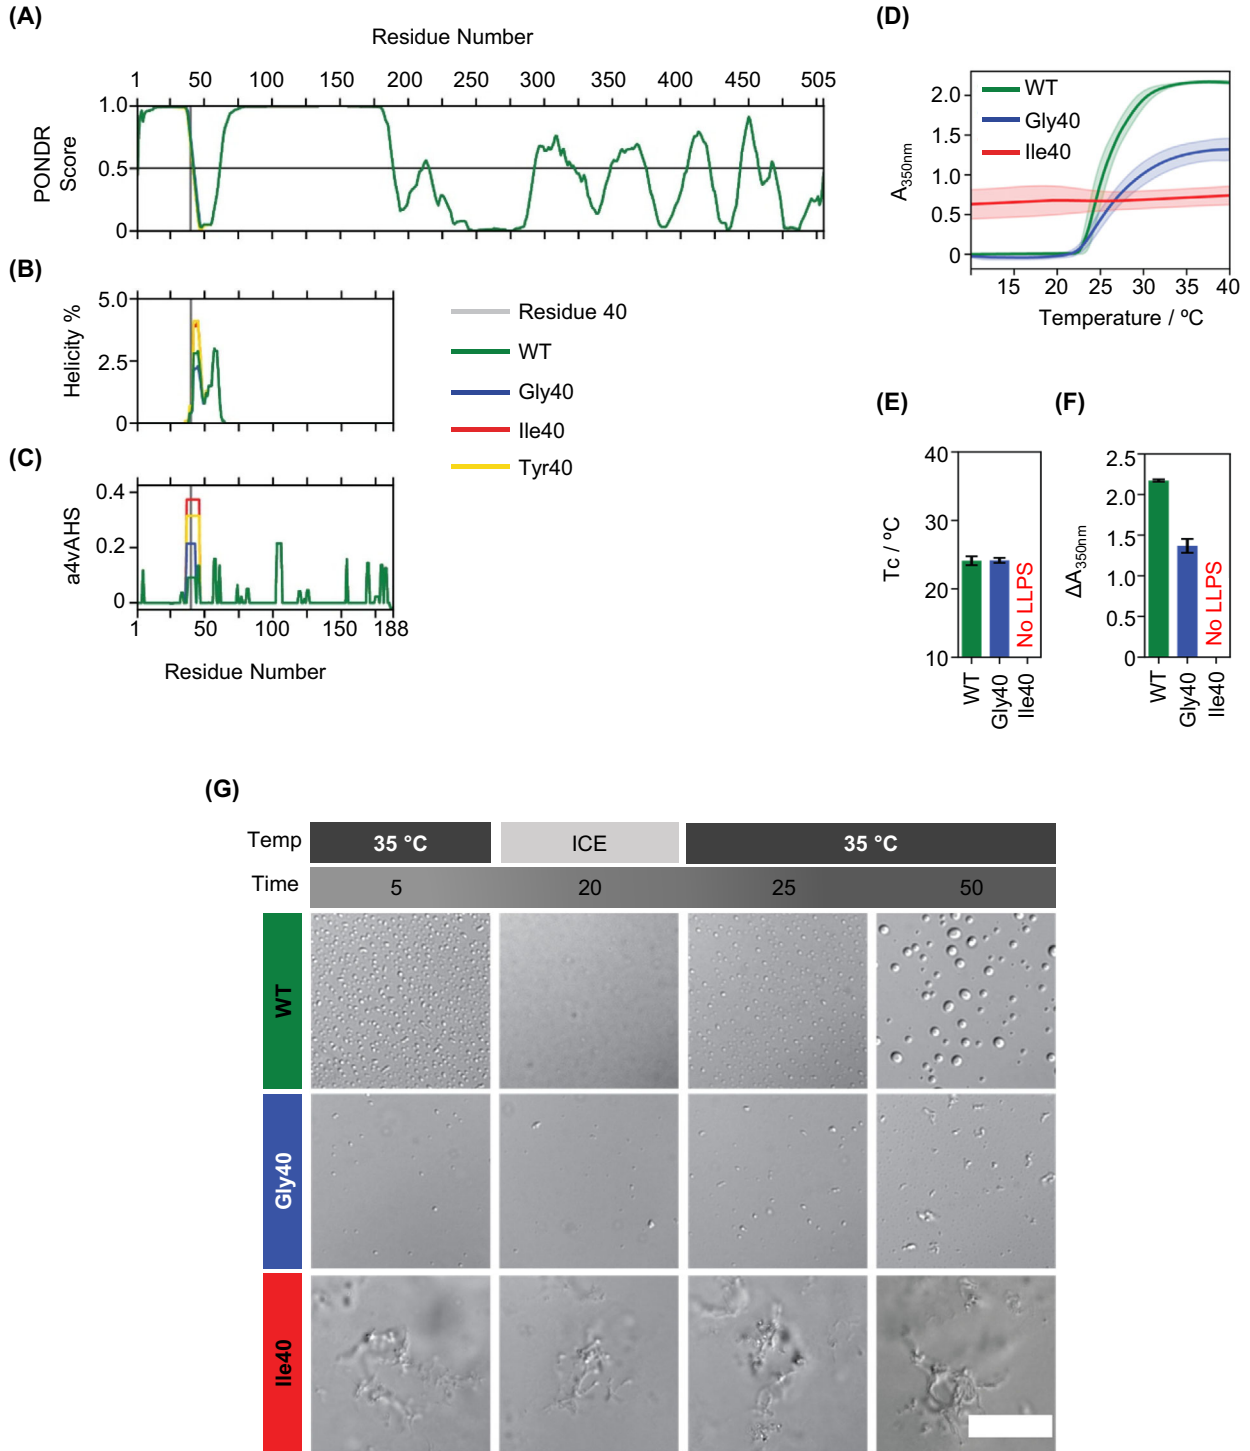 (A)
Residue Number
1 50 100 150 200 250 300 350 400 450 505
PONDR
Score
1.0
0.5
0
(B)
Helicity %
5.0
2.5
0
Residue 40
WT
Gly40
Ile40
Tyr40
(C)
a4vAHS
0.4
0.2
0
1 50 100 150 188
Residue Number
(D)
A350nm
2.0
1.5
1.0
0.5
0
WT
Gly40
Ile40
15 20 25 30 35 40
Temperature / ºC
(E)
Tc / ºC
40
30
20
10
No LLPS
WT
Gly40
Ile40
(F)
ΔΔA350nm
2.5
2.0
1.5
1.0
0.5
0
No LLPS
WT
Gly40
Ile40
(G)
Temp 35 °C ICE 35 °C
Time 5 20 25 50
WT
Gly40
Ile40